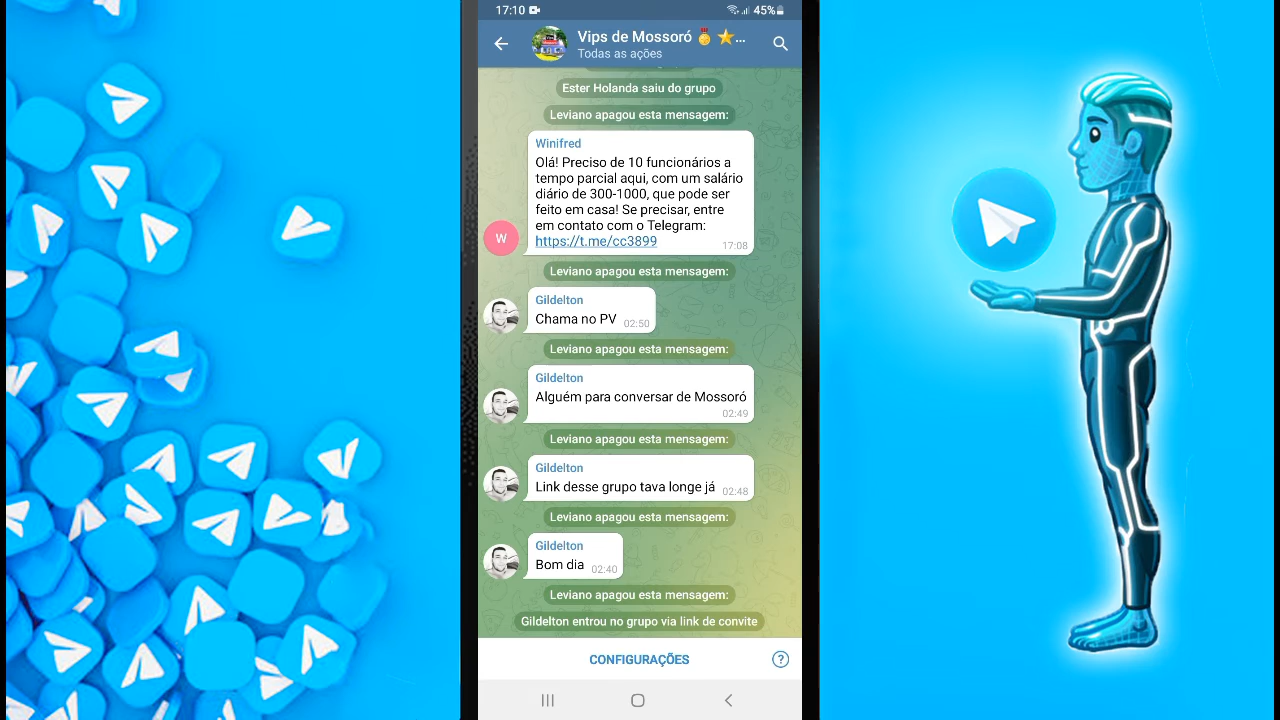 17:10
45%
Vips de Mossoró 🏅 ⭐...
Todas as ações
Ester Holanda saiu do grupo
Leviano apagou esta mensagem:
Winifred
Olá! Preciso de 10 funcionários a
tempo parcial aqui, com um salário
diário de 300-1000, que pode ser
feito em casa! Se precisar, entre
em contato com o Telegram:
https://t.me/cc3899
17:08
W
Leviano apagou esta mensagem:
Gildelton
Chama no PV 02:50
Leviano apagou esta mensagem:
Gildelton
Alguém para conversar de Mossoró
02:49
Leviano apagou esta mensagem:
Gildelton
Link desse grupo tava longe já 02:48
Leviano apagou esta mensagem:
Gildelton
Bom dia 02:40
Leviano apagou esta mensagem:
Gildelton entrou no grupo via link de convite
CONFIGURAÇÕES ?